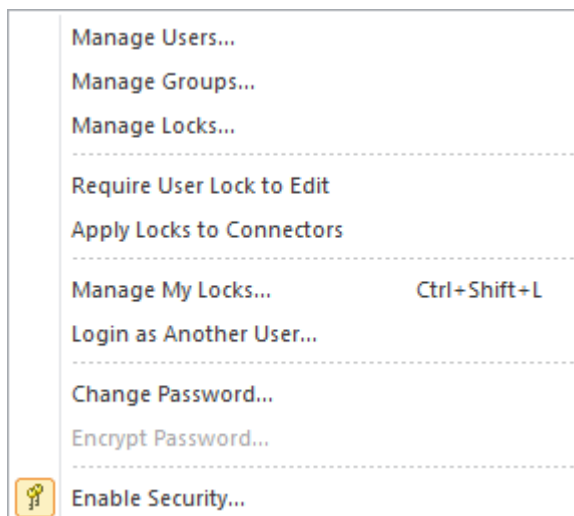 Manage Users...
Manage Groups...
Manage Locks...
Require User Lock to Edit
Apply Locks to Connectors
Manage My Locks... Ctrl+Shift+L
Login as Another User...
Change Password...
Encrypt Password...
Enable Security...